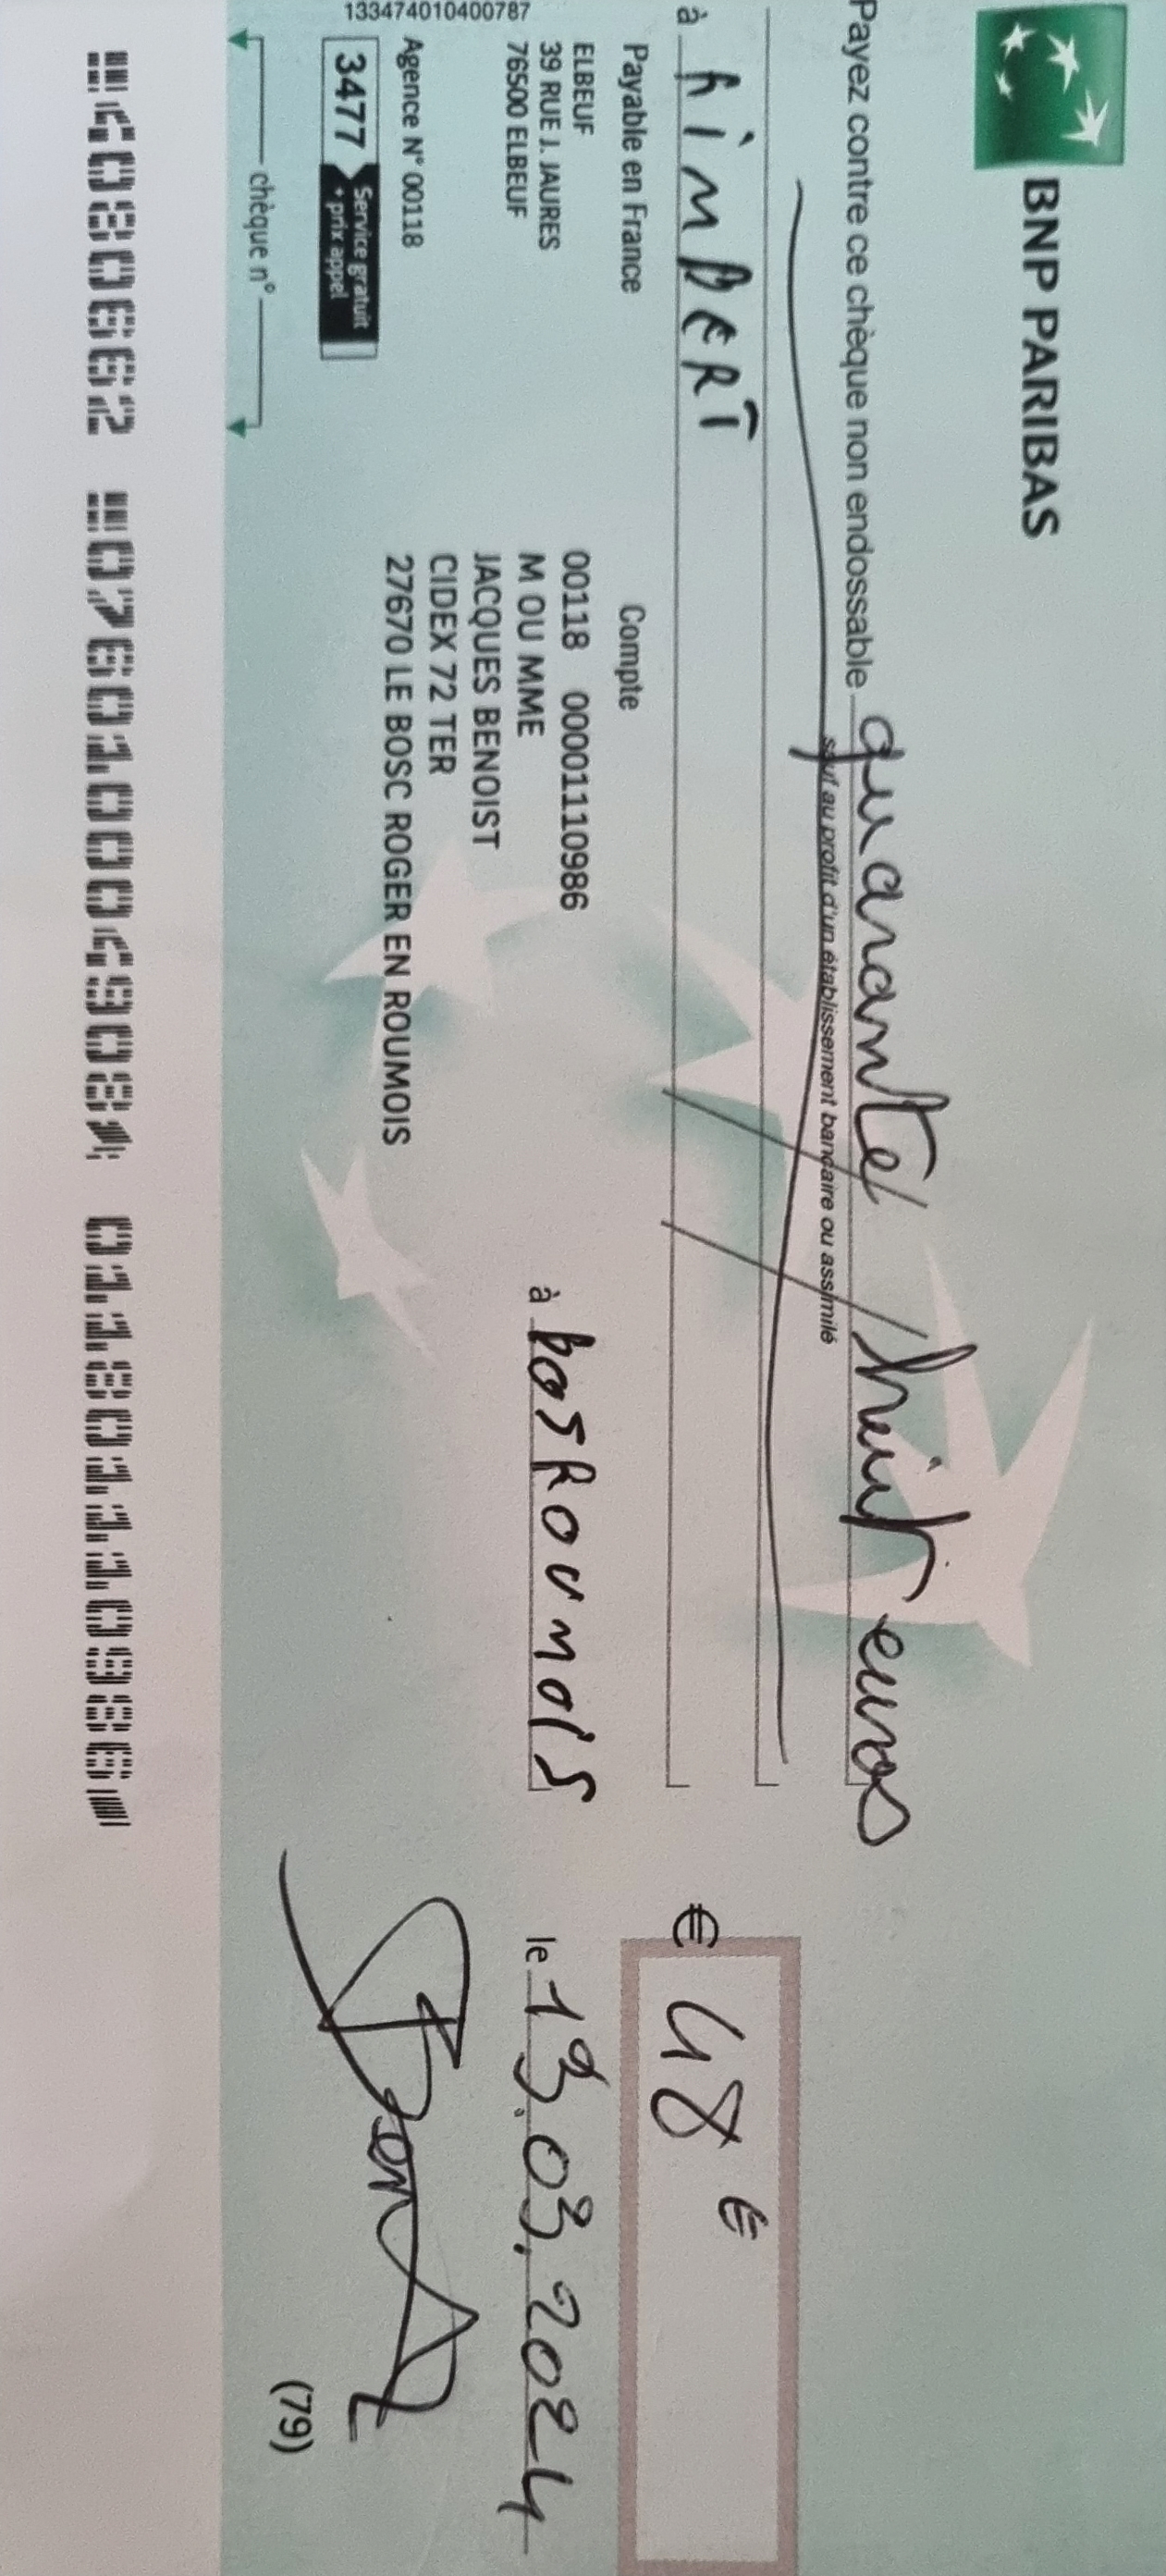 BNP PARIBAS
Payez contre ce chèque non endossable quarante huit euros
sauf au profit d'un établissement bancaire ou assimilé
€ 48 €
à
Payable en France
Compte
ELBEUF
39 RUE J. JAURES
76500 ELBEUF
00118 00001110986
M OU MME
JACQUES BENOIST
CIDEX 72 TER
27670 LE BOSC ROGER EN ROUMOIS
à BOSROUMOIS
le 13.03.2024
133474010400787
Agence N° 00118
3477 Service gratuit
+ prix appel
chèque n°
(79)
4080662 076010004908 011801110986